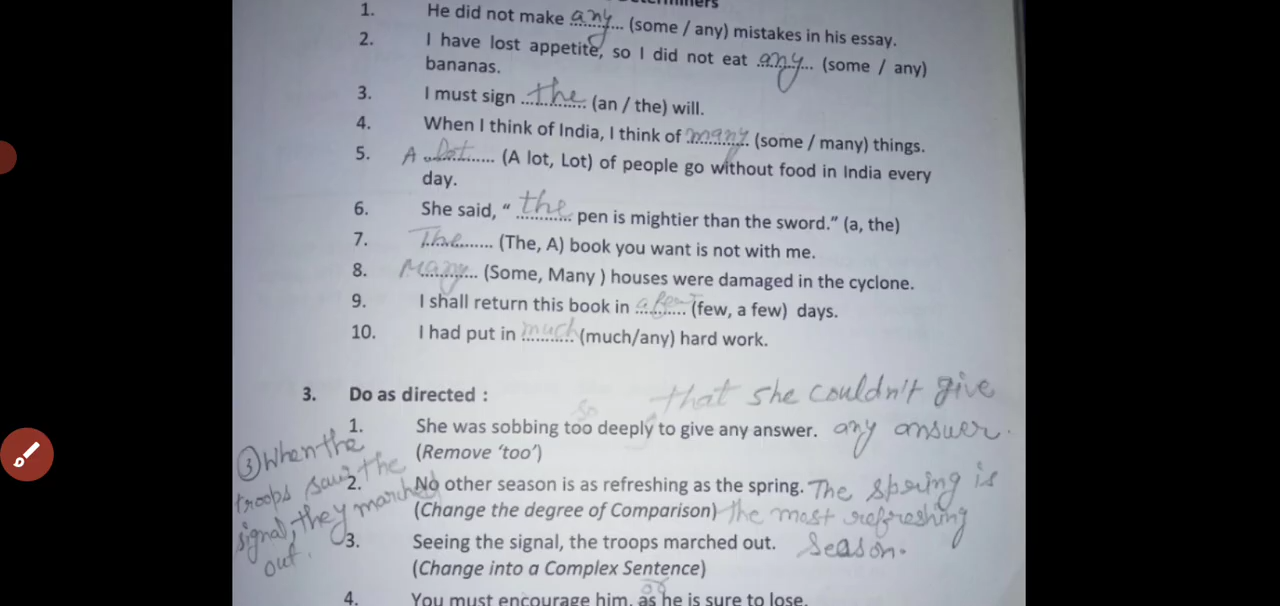 1. He did not make any (some / any) mistakes in his essay.
2. I have lost appetite, so I did not eat any (some / any)
bananas.
3. I must sign the (an / the) will.
4. When I think of India, I think of many (some / many) things.
5. A Lot (A lot, Lot) of people go without food in India every
day.
6. She said, “ the pen is mightier than the sword.” (a, the)
7. The (The, A) book you want is not with me.
8. Many (Some, Many ) houses were damaged in the cyclone.
9. I shall return this book in a few (few, a few) days.
10. I had put in much (much/any) hard work.
3. Do as directed :
so that she couldn't give
1. She was sobbing too deeply to give any answer. any answer.
(Remove ‘too’)
2. No other season is as refreshing as the spring. The spring is
(Change the degree of Comparison) the most refreshing
3. Seeing the signal, the troops marched out. season.
(Change into a Complex Sentence)
③ When the
troops saw the
signal, they marched
out.
or
4. You must encourage him, as he is sure to lose.